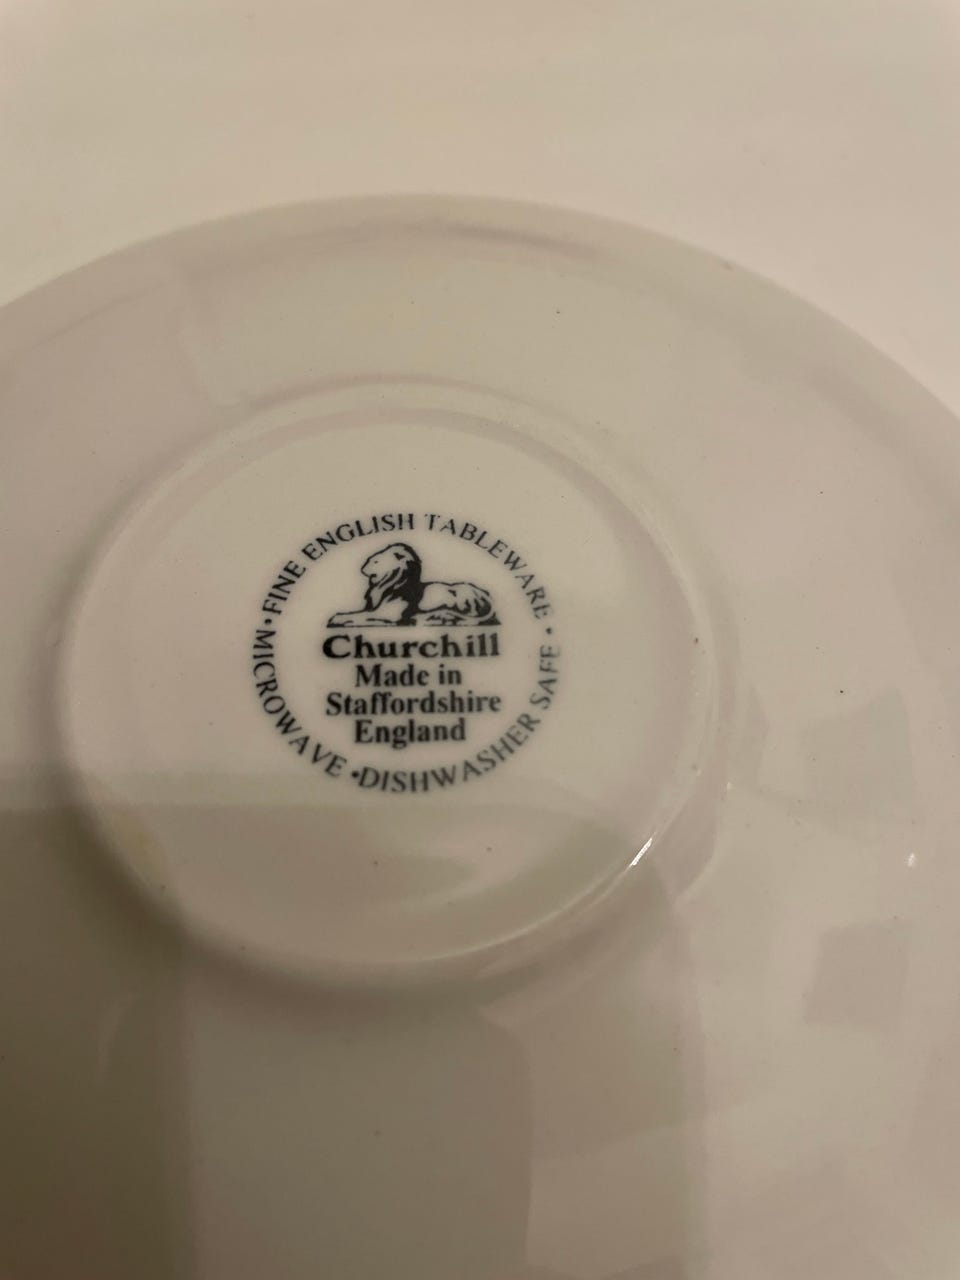 • FINE ENGLISH TABLEWARE •
Churchill
Made in
Staffordshire
England
MICROWAVE • DISHWASHER SAFE